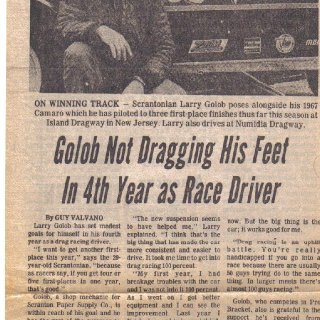 ON WINNING TRACK — Scrantonian Larry Golob poses alongside his 1967
Camaro which he has piloted to three first-place finishes thus far this season at
Island Dragway in New Jersey. Larry also drives at Numidia Dragway.
Golob Not Dragging His Feet
In 4th Year as Race Driver
By GUY VALVANO
Larry Golob has set modest
goals for himself in his fourth
year as a drag racing driver.
"I want to get another first-
place this year," says the 29-
year-old Scrantonian, "because
as racers say, if you get four or
five first-places in one year,
that's good."
Golob, a shop mechanic for
Scranton Paper Supply Co., is
within reach of that goal and
"The new suspension seems
to have helped me," Larry
explained. "I think that's the
big thing that has made the car
more consistent and easier to
drive. It took me time to get into
drag racing 100 percent.
"My first year, I had
breakage troubles with the car
and I was not into it 100 percent.
As I went on I got better
equipment and I can see the
improvement. Last year I
now. But the big thing is the
car; it works good for me.
"Drag racing is an uphill
battle. You're really
handicapped if you go into a
race because there are usually
50 guys trying to do the same
thing. In larger meets there's
almost 100 guys racing."
Golob, who competes in Pro
Bracket, also is grateful to the
support he's received from